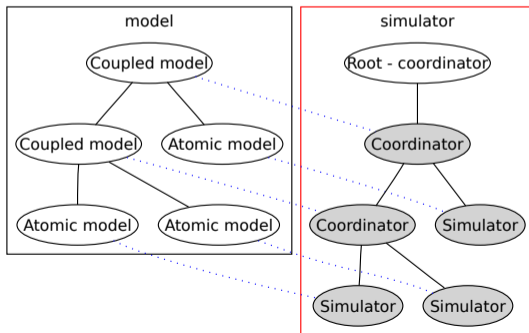 model
Coupled model
Coupled model
Atomic model
Atomic model
Atomic model
simulator
Root - coordinator
Coordinator
Coordinator
Simulator
Simulator
Simulator